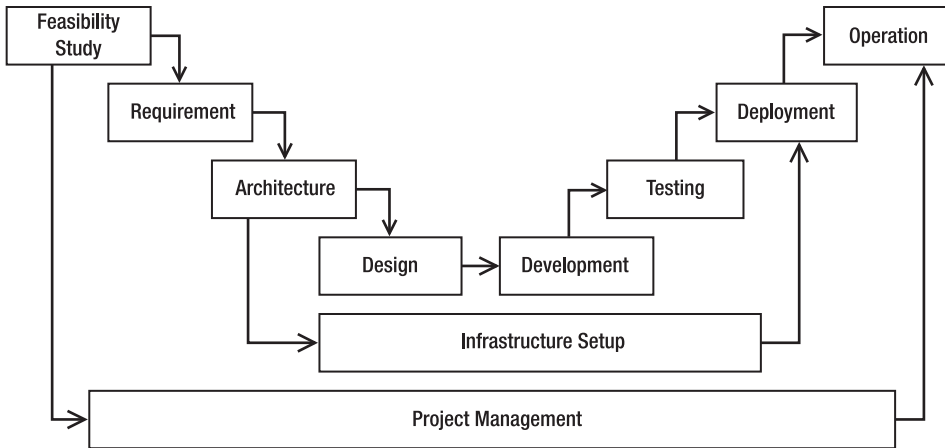 Feasibility
Study
Operation
Requirement
Deployment
Architecture
Testing
Design
Development
Infrastructure Setup
Project Management